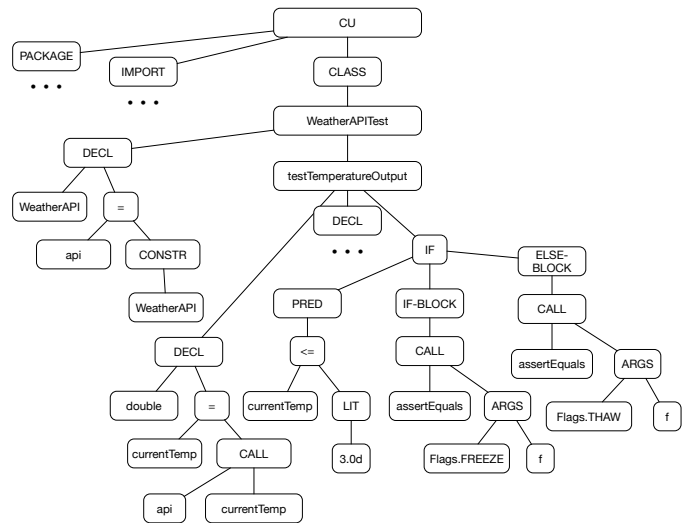 CU
PACKAGE
IMPORT
CLASS
• • •
• • •
WeatherAPITest
DECL
testTemperatureOutput
WeatherAPI
=
DECL
api
CONSTR
• • •
IF
ELSE-
BLOCK
WeatherAPI
PRED
IF-BLOCK
CALL
DECL
<=
CALL
assertEquals
ARGS
double
=
currentTemp
LIT
assertEquals
ARGS
Flags.THAW
f
currentTemp
CALL
3.0d
Flags.FREEZE
f
api
currentTemp